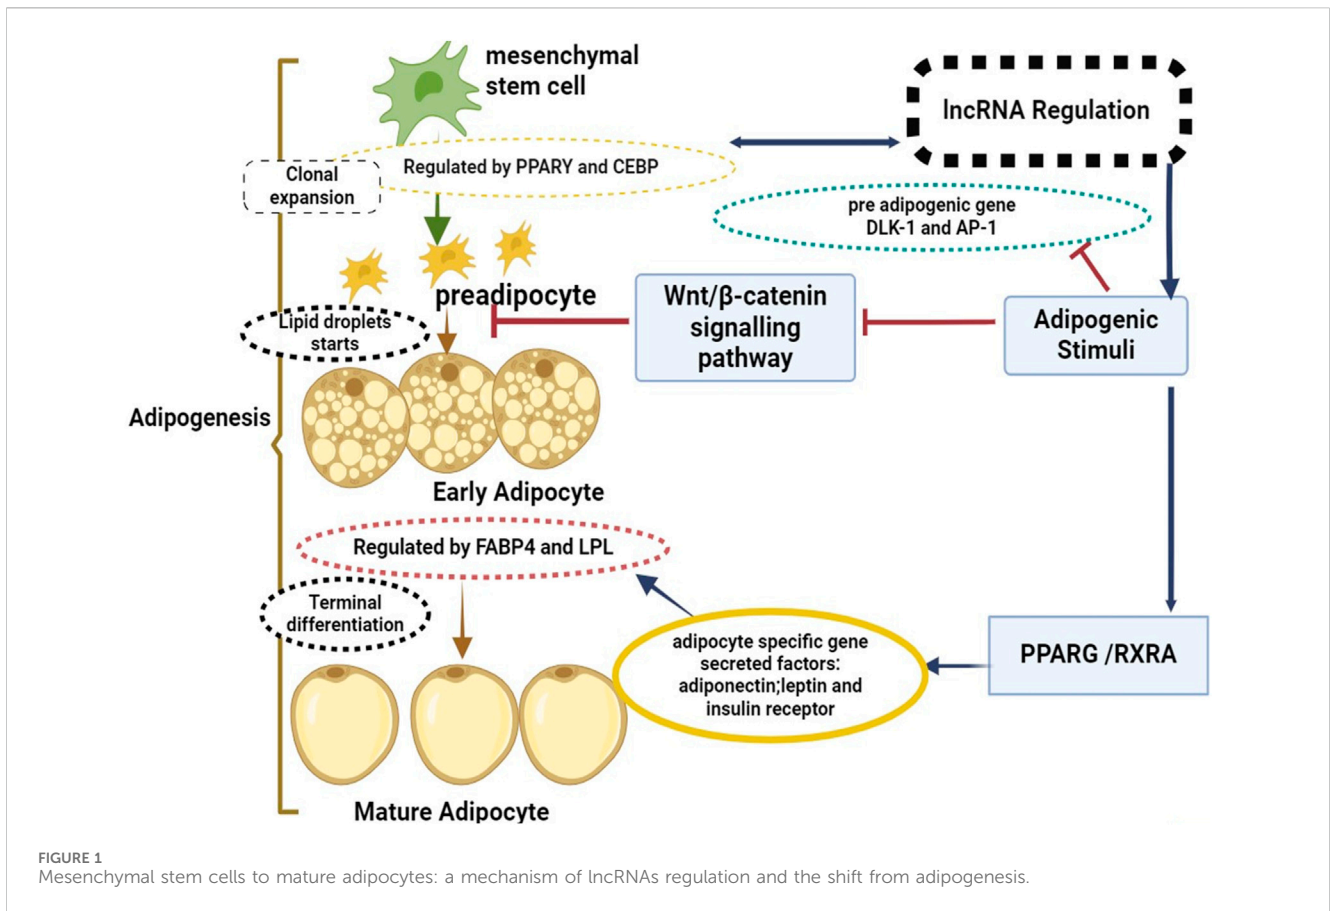 mesenchymal
stem cell
lncRNA Regulation
Regulated by PPARY and CEBP
Clonal
expansion
pre adipogenic gene
DLK-1 and AP-1
preadipocyte
Wnt/β-catenin
signalling
pathway
Adipogenic
Stimuli
Lipid droplets
starts
Adipogenesis
Early Adipocyte
Regulated by FABP4 and LPL
Terminal
differentiation
adipocyte specific gene
secreted factors:
adiponectin;leptin and
insulin receptor
PPARG /RXRA
Mature Adipocyte
FIGURE 1
Mesenchymal stem cells to mature adipocytes: a mechanism of lncRNAs regulation and the shift from adipogenesis.